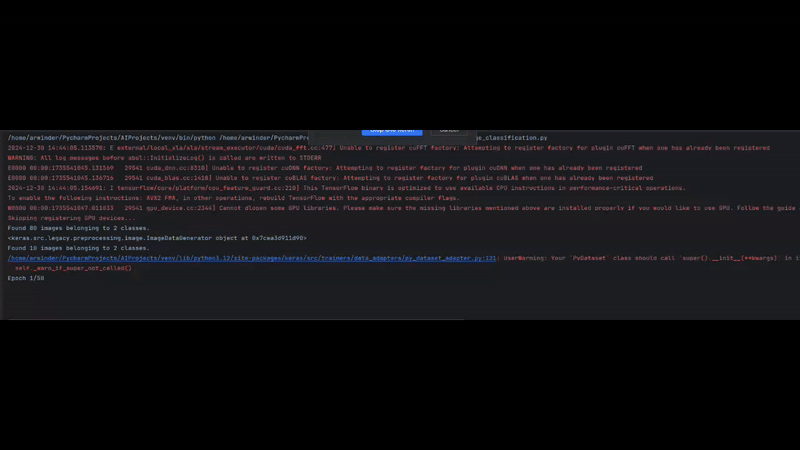 /home/arwinder/PycharmProjects/AIProjects/venv/bin/python /home/arwinder/PycharmPr classification.py
2024-12-30 14:44:05.113570: E external/local_xla/xla/stream_executor/cuda/cuda_fft.cc:477] Unable to register cuFFT factory: Attempting to register factory for plugin cuFFT when one has already been registered
WARNING: All log messages before absl::InitializeLog() is called are written to STDERR
E0000 00:00:1735541045.131569 29541 cuda_dnn.cc:8310] Unable to register cuDNN factory: Attempting to register factory for plugin cuDNN when one has already been registered
E0000 00:00:1735541045.136716 29541 cuda_blas.cc:1418] Unable to register cuBLAS factory: Attempting to register factory for plugin cuBLAS when one has already been registered
2024-12-30 14:44:05.154691: I tensorflow/core/platform/cpu_feature_guard.cc:210] This TensorFlow binary is optimized to use available CPU instructions in performance-critical operations.
To enable the following instructions: AVX2 FMA, in other operations, rebuild TensorFlow with the appropriate compiler flags.
W0000 00:00:1735541047.011033 29541 gpu_device.cc:2344] Cannot dlopen some GPU libraries. Please make sure the missing libraries mentioned above are installed properly if you would like to use GPU. Follow the guide
Skipping registering GPU devices...
Found 80 images belonging to 2 classes.
<keras.src.legacy.preprocessing.image.ImageDataGenerator object at 0x7cea3d911d90>
Found 10 images belonging to 2 classes.
/home/arwinder/PycharmProjects/AIProjects/venv/lib/python3.12/site-packages/keras/src/trainers/data_adapters/py_dataset_adapter.py:121: UserWarning: Your `PyDataset` class should call `super().__init__(**kwargs)` in
self._warn_if_super_not_called()
Epoch 1/50